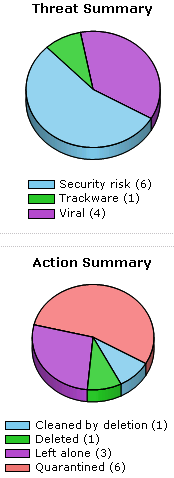 Threat Summary
Security risk (6)
Trackware (1)
Viral (4)
Action Summary
Cleaned by deletion (1)
Deleted (1)
Left alone (3)
Quarantined (6)